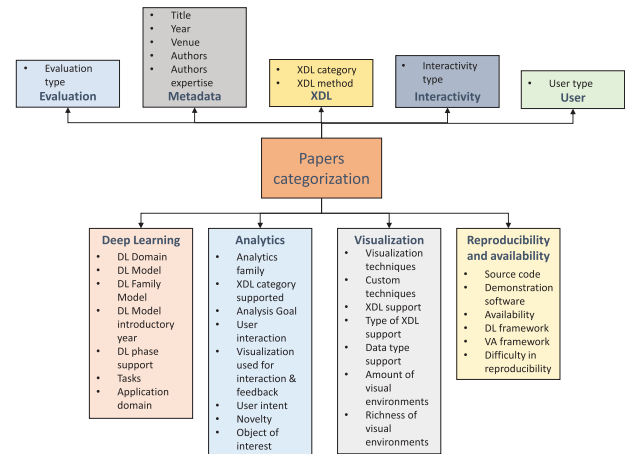 • Evaluation
type
Evaluation
• Title
• Year
• Venue
• Authors
• Authors
expertise
Metadata
• XDL category
• XDL method
XDL
• Interactivity
type
Interactivity
• User type
User
Papers
categorization
Deep Learning
• DL Domain
• DL Model
• DL Family
Model
• DL Model
introductory
year
• DL phase
support
• Tasks
• Application
domain
Analytics
• Analytics
family
• XDL category
supported
• Analysis Goal
• User
interaction
• Visualization
used for
interaction &
feedback
• User intent
• Novelty
• Object of
interest
Visualization
• Visualization
techniques
• Custom
techniques
• XDL support
• Type of XDL
support
• Data type
support
• Amount of
visual
environments
• Richness of
visual
environments
Reproducibility
and availability
• Source code
• Demonstration
software
• Availability
• DL framework
• VA framework
• Difficulty in
reproducibility